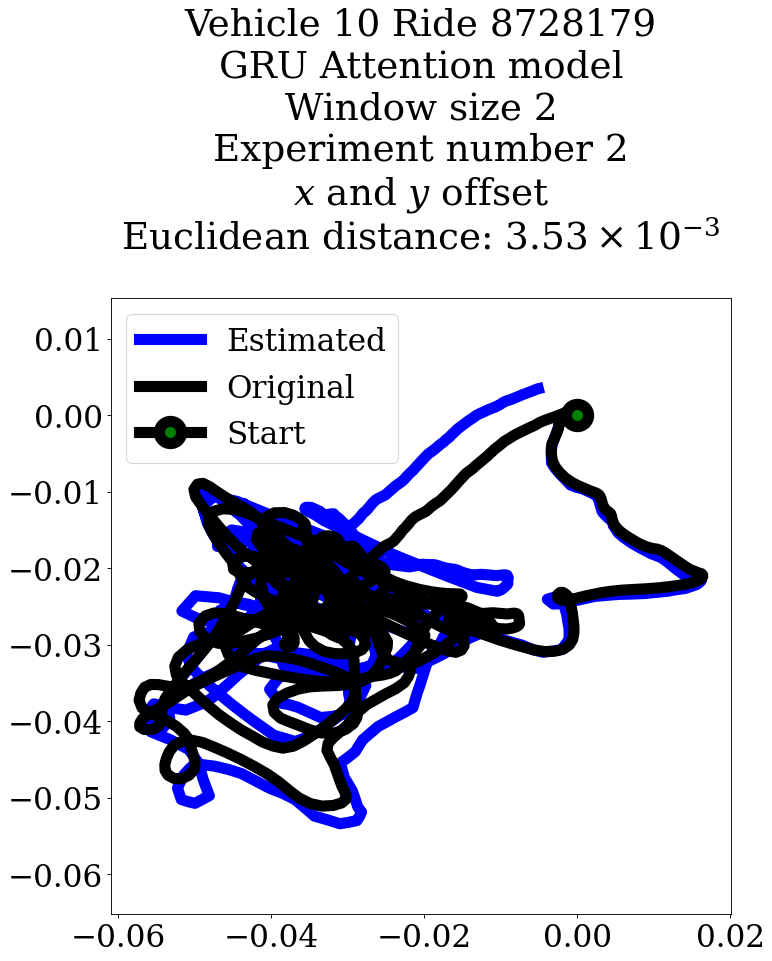 Vehicle 10 Ride 8728179
GRU Attention model
Window size 2
Experiment number 2
x and y offset
Euclidean distance: 3.53 × 10⁻³
Estimated
Original
Start
0.01
0.00
−0.01
−0.02
−0.03
−0.04
−0.05
−0.06
−0.06 −0.04 −0.02 0.00 0.02